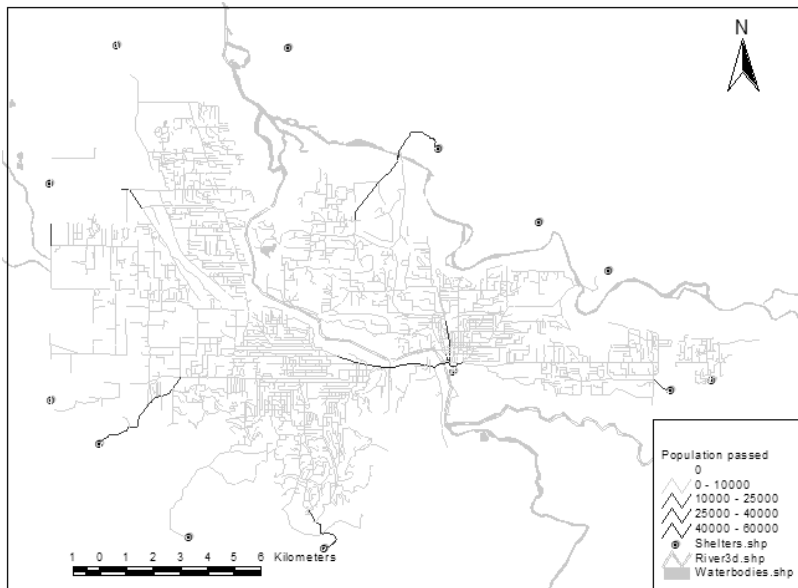 N
Population passed
0
0 - 10000
10000 - 25000
25000 - 40000
40000 - 60000
Shelters.shp
River3d.shp
Waterbodies.shp
1 0 1 2 3 4 5 6 Kilometers